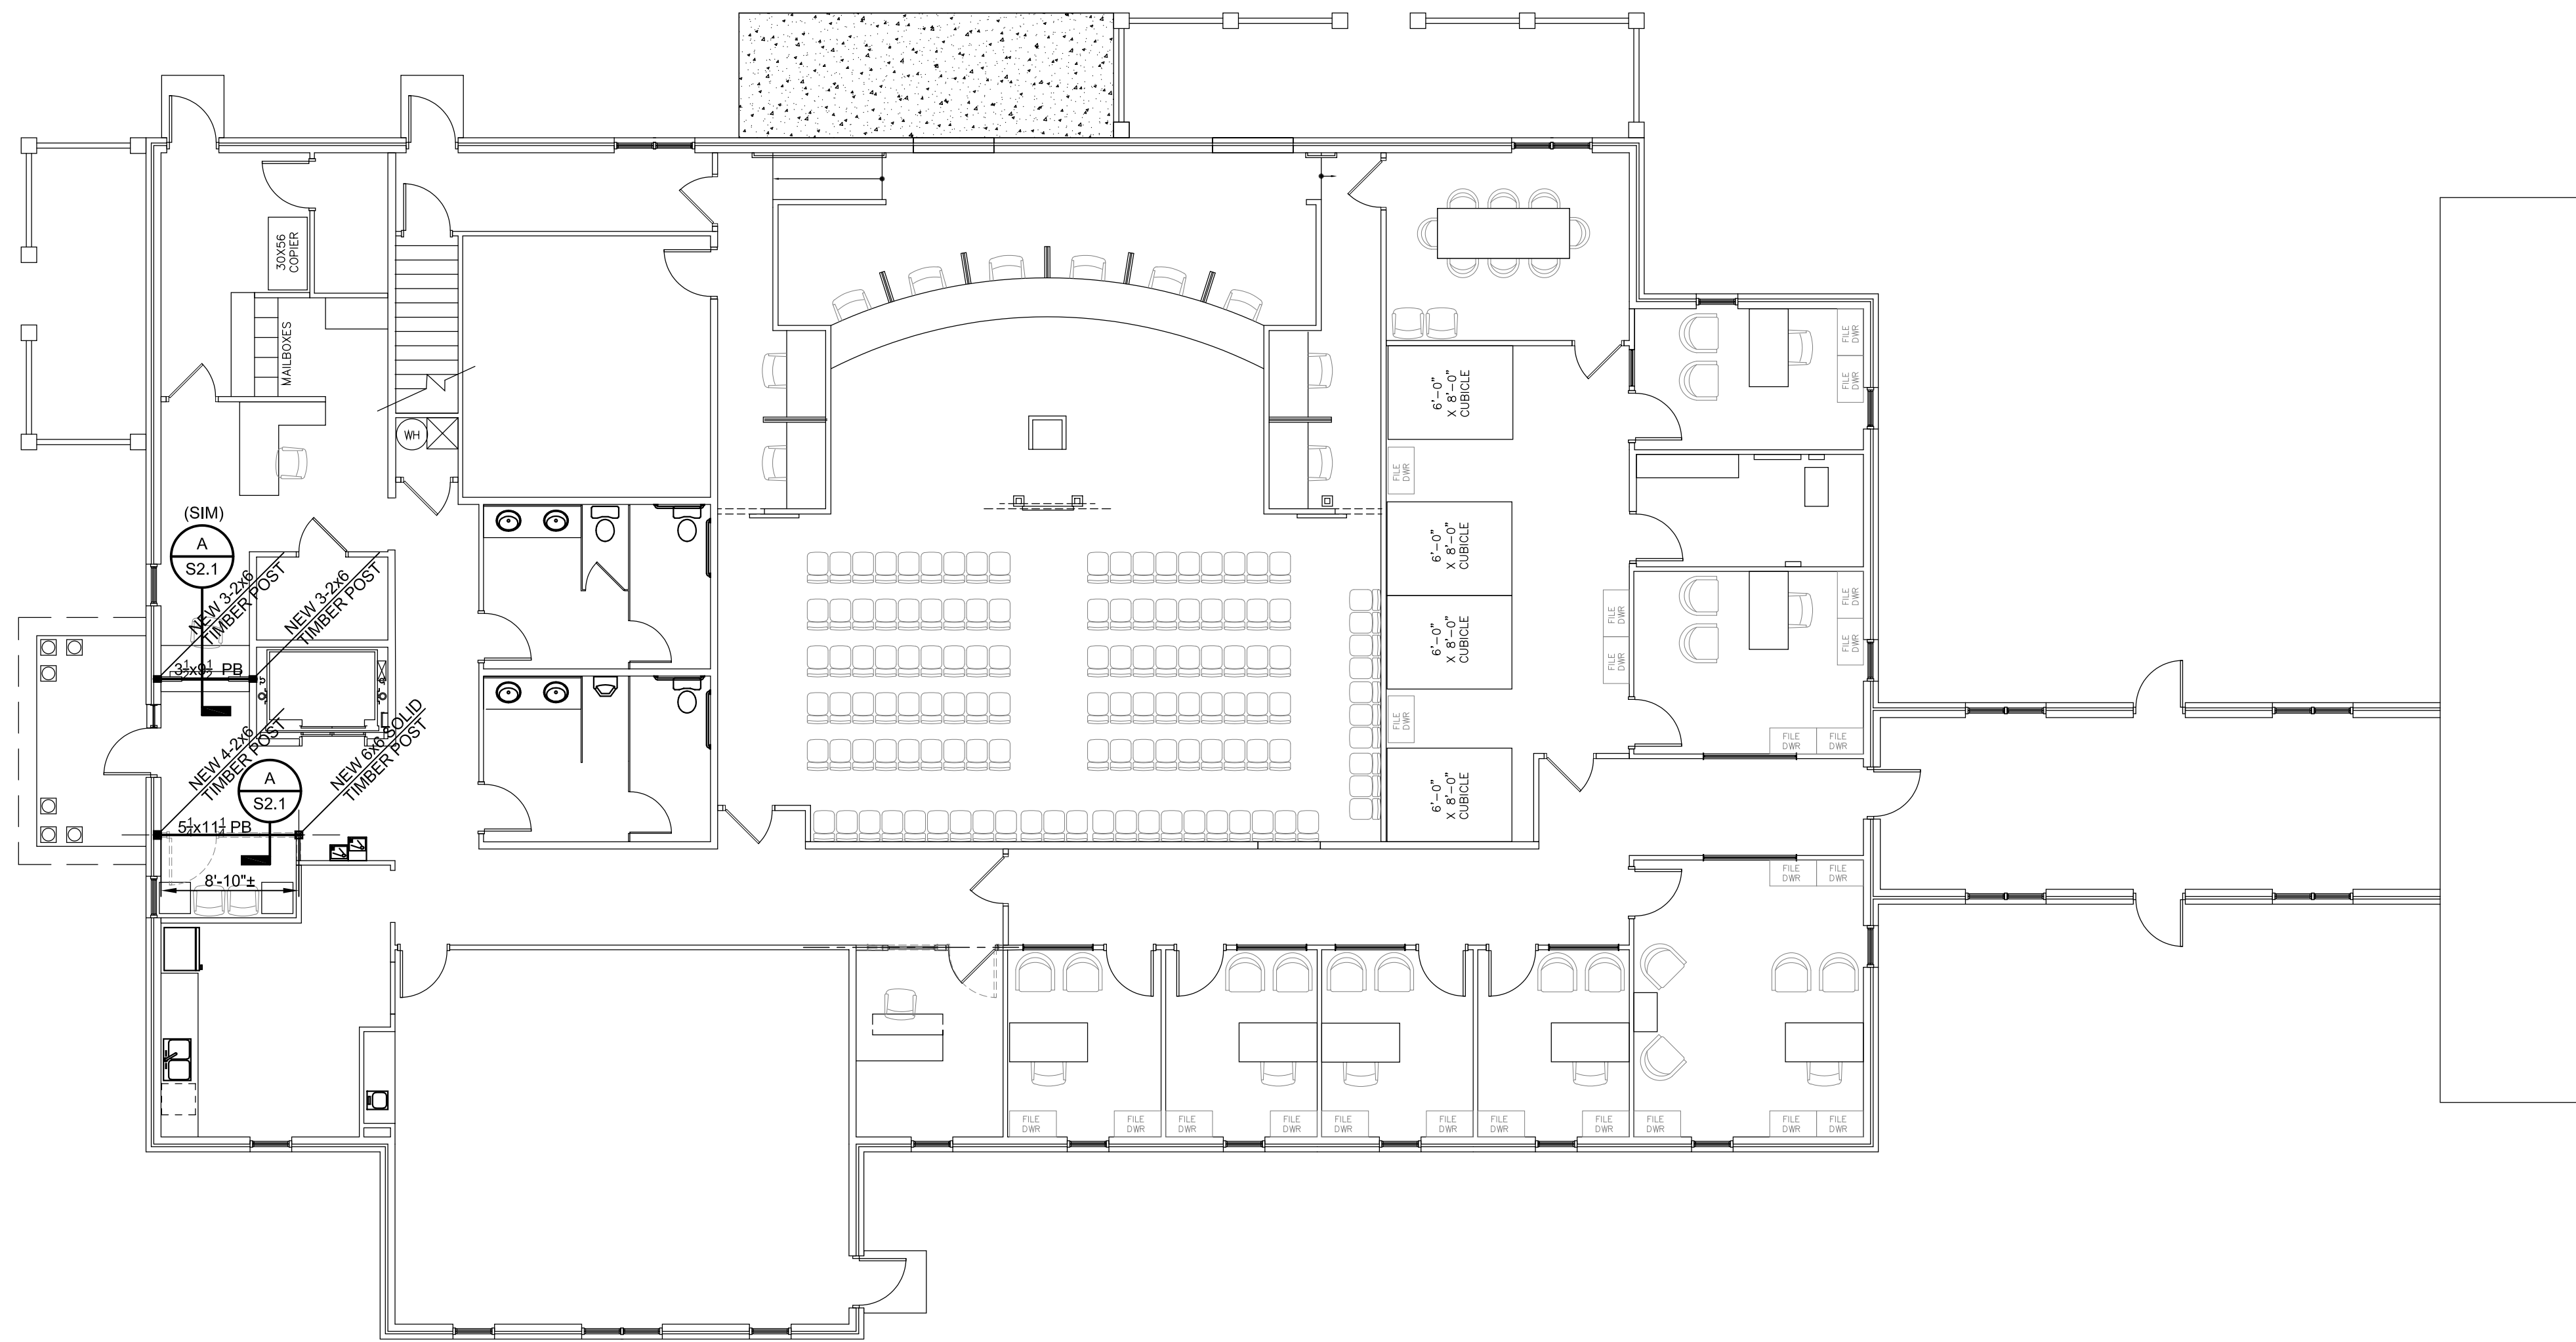 30X56
COPIER
MAILBOXES
WH
(SIM)
A
S2.1
NEW 3-2x6
TIMBER POST
NEW 3-2x6
TIMBER POST
3½x9¼ PB
NEW 4-2x6
TIMBER POST
NEW 6x6 SOLID
TIMBER POST
A
S2.1
5¼x11¼ PB
8'-10"±
6'-0"
X 8'-0"
CUBICLE
FILE
DWR
6'-0"
X 8'-0"
CUBICLE
6'-0"
X 8'-0"
CUBICLE
FILE
DWR
6'-0"
X 8'-0"
CUBICLE
FILE
DWR
FILE
DWR
FILE
DWR
FILE
DWR
FILE
DWR
FILE
DWR
FILE
DWR
FILE
DWR
FILE
DWR
FILE
DWR
FILE
DWR
FILE
DWR
FILE
DWR
FILE
DWR
FILE
DWR
FILE
DWR
FILE
DWR
FILE
DWR
FILE
DWR
FILE
DWR
FILE
DWR